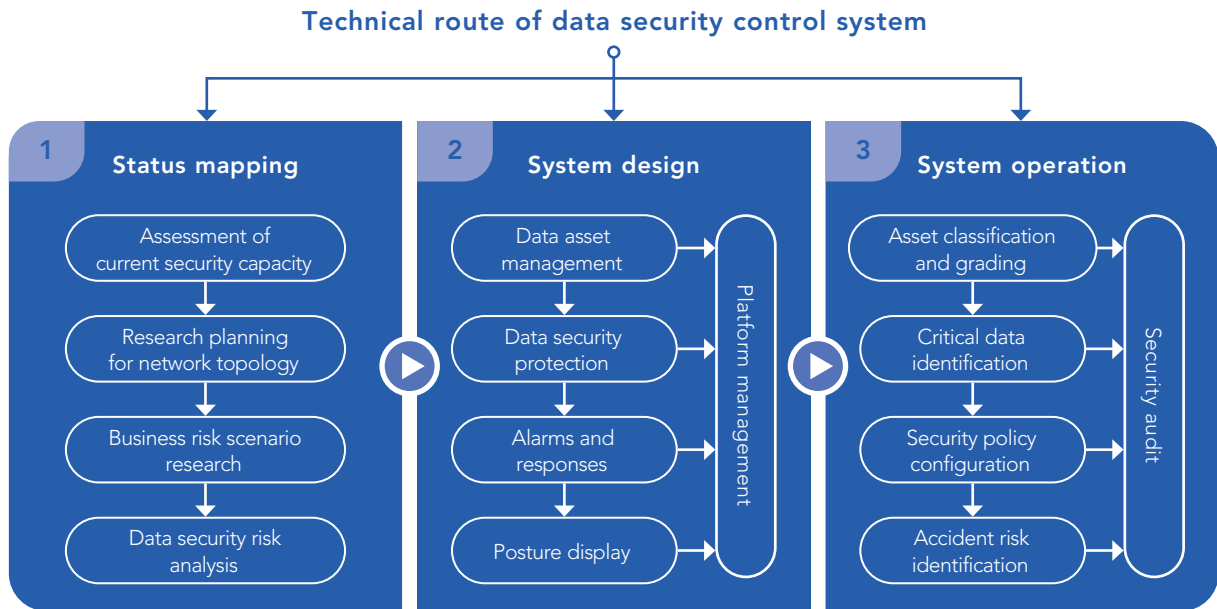 Technical route of data security control system
1
Status mapping
Assessment of
current security capacity
Research planning
for network topology
Business risk scenario
research
Data security risk
analysis
2
System design
Data asset
management
Data security
protection
Alarms and
responses
Posture display
Platform management
3
System operation
Asset classification
and grading
Critical data
identification
Security policy
configuration
Accident risk
identification
Security audit